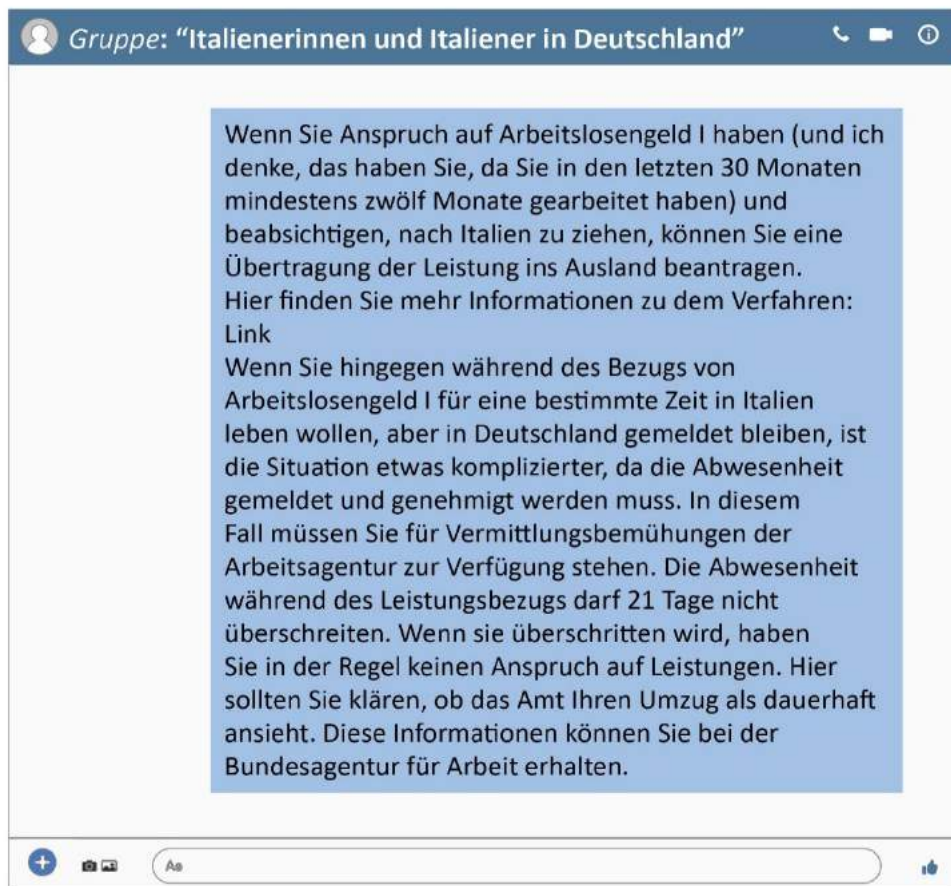 Gruppe: “Italienerinnen und Italiener in Deutschland”
Wenn Sie Anspruch auf Arbeitslosengeld I haben (und ich
denke, das haben Sie, da Sie in den letzten 30 Monaten
mindestens zwölf Monate gearbeitet haben) und
beabsichtigen, nach Italien zu ziehen, können Sie eine
Übertragung der Leistung ins Ausland beantragen.
Hier finden Sie mehr Informationen zu dem Verfahren:
Link
Wenn Sie hingegen während des Bezugs von
Arbeitslosengeld I für eine bestimmte Zeit in Italien
leben wollen, aber in Deutschland gemeldet bleiben, ist
die Situation etwas komplizierter, da die Abwesenheit
gemeldet und genehmigt werden muss. In diesem
Fall müssen Sie für Vermittlungsbemühungen der
Arbeitsagentur zur Verfügung stehen. Die Abwesenheit
während des Leistungsbezugs darf 21 Tage nicht
überschreiten. Wenn sie überschritten wird, haben
Sie in der Regel keinen Anspruch auf Leistungen. Hier
sollten Sie klären, ob das Amt Ihren Umzug als dauerhaft
ansieht. Diese Informationen können Sie bei der
Bundesagentur für Arbeit erhalten.
Aa